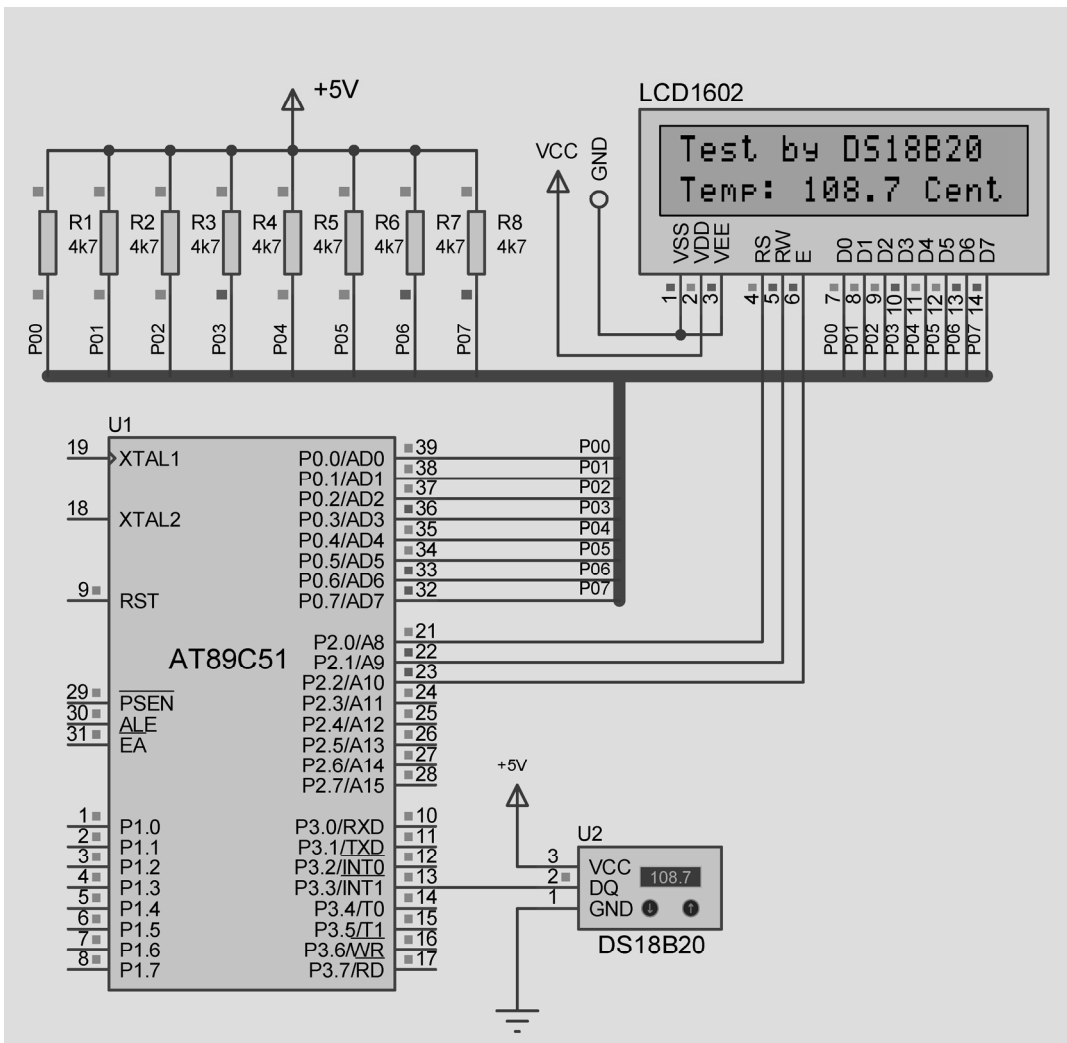 +5V
LCD1602
Test by DS18B20
Temp: 108.7 Cent
VCC
GND
R1 R2 R3 R4 R5 R6 R7 R8
4k7 4k7 4k7 4k7 4k7 4k7 4k7 4k7
VSS VDD VEE RS RW E D0 D1 D2 D3 D4 D5 D6 D7
1 2 3 4 5 6 7 8 9 10 11 12 13 14
P00 P01 P02 P03 P04 P05 P06 P07
P00 P01 P02 P03 P04 P05 P06 P07
U1
19 XTAL1 P0.0/AD0 39 P00
P0.1/AD1 38 P01
P0.2/AD2 37 P02
18 XTAL2 P0.3/AD3 36 P03
P0.4/AD4 35 P04
P0.5/AD5 34 P05
P0.6/AD6 33 P06
9 RST P0.7/AD7 32 P07
P2.0/A8 21
AT89C51 P2.1/A9 22
P2.2/A10 23
29 PSEN P2.3/A11 24
30 ALE P2.4/A12 25
31 EA P2.5/A13 26
P2.6/A14 27
P2.7/A15 28
1 P1.0 P3.0/RXD 10
2 P1.1 P3.1/TXD 11
3 P1.2 P3.2/INT0 12
4 P1.3 P3.3/INT1 13
5 P1.4 P3.4/T0 14
6 P1.5 P3.5/T1 15
7 P1.6 P3.6/WR 16
8 P1.7 P3.7/RD 17
+5V
U2
3 VCC
2 DQ 108.7
1 GND
DS18B20